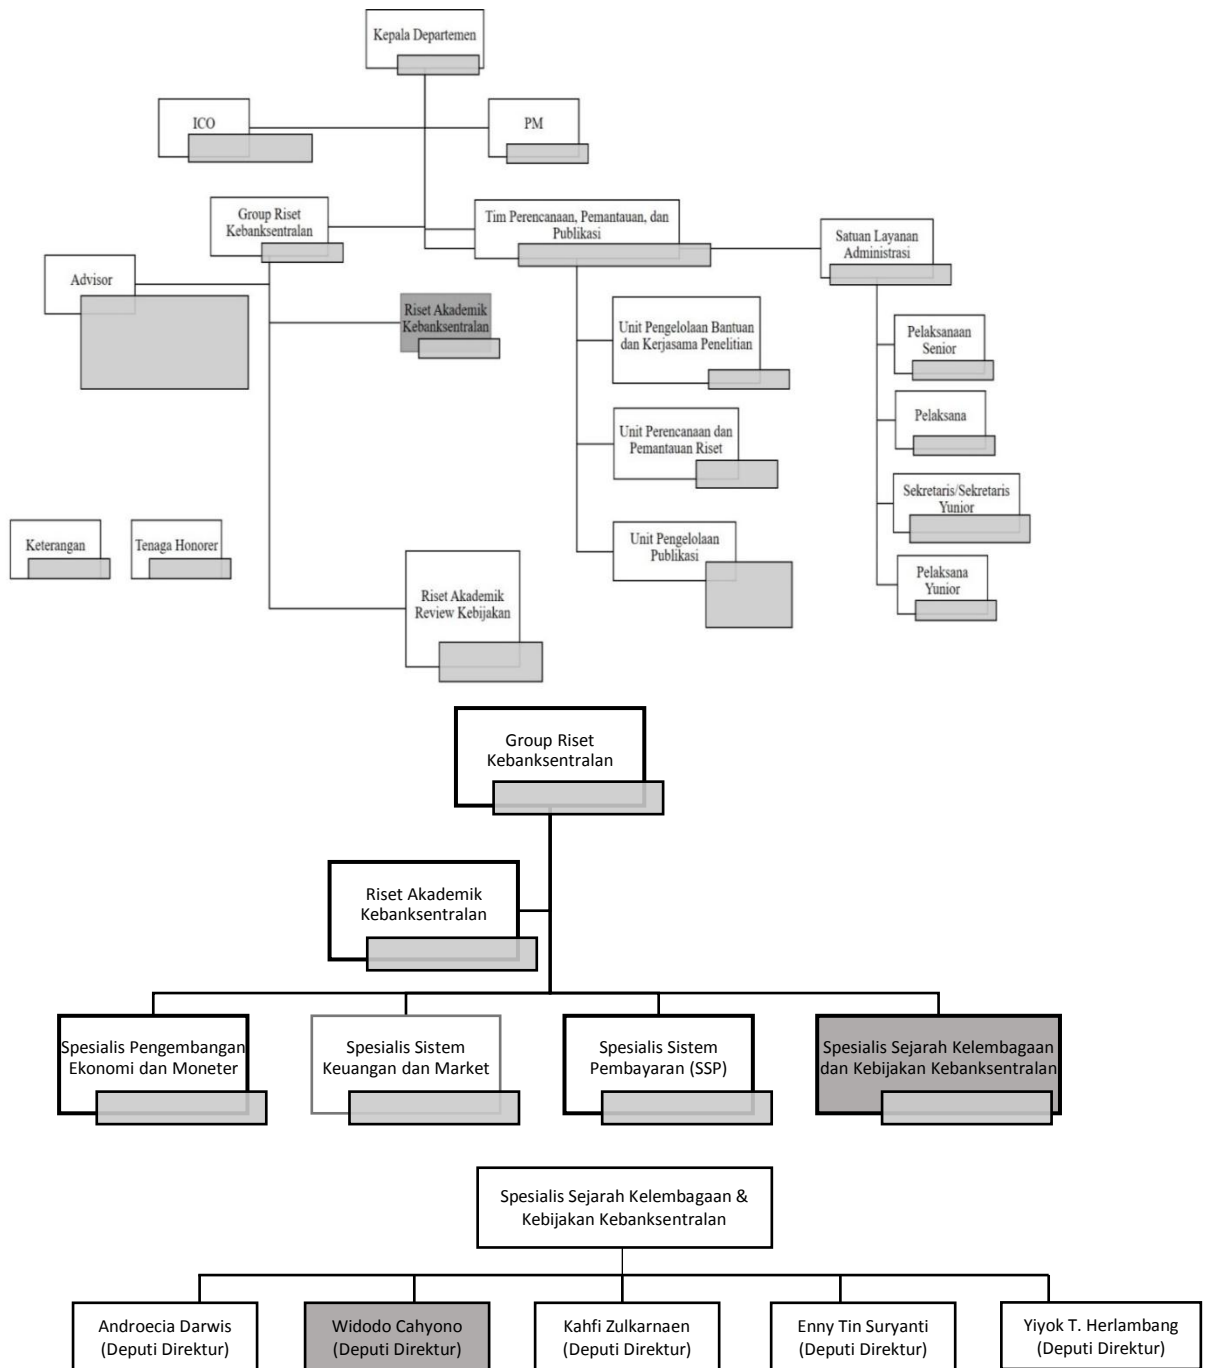 Kepala Departemen
ICO
PM
Group Riset
Kebanksentralan
Tim Perencanaan, Pemantauan, dan
Publikasi
Satuan Layanan
Administrasi
Advisor
Riset Akademik
Kebanksentralan
Unit Pengelolaan Bantuan
dan Kerjasama Penelitian
Pelaksanaan
Senior
Pelaksana
Unit Perencanaan dan
Pemantauan Riset
Sekretaris/Sekretaris
Yunior
Keterangan
Tenaga Honorer
Unit Pengelolaan
Publikasi
Pelaksana
Yunior
Riset Akademik
Review Kebijakan
Group Riset
Kebanksentralan
Riset Akademik
Kebanksentralan
Spesialis Pengembangan
Ekonomi dan Moneter
Spesialis Sistem
Keuangan dan Market
Spesialis Sistem
Pembayaran (SSP)
Spesialis Sejarah Kelembagaan
dan Kebijakan Kebanksentralan
Spesialis Sejarah Kelembagaan &
Kebijakan Kebanksentralan
Androecia Darwis
(Deputi Direktur)
Widodo Cahyono
(Deputi Direktur)
Kahfi Zulkarnaen
(Deputi Direktur)
Enny Tin Suryanti
(Deputi Direktur)
Yiyok T. Herlambang
(Deputi Direktur)